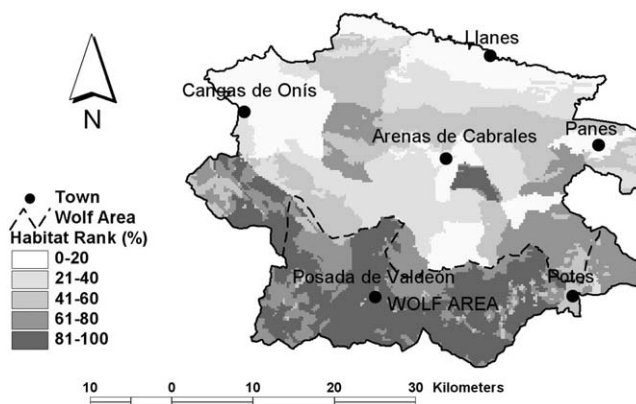 Llanes
Cangas de Onís
N
Arenas de Cabrales
Panes
Town
Wolf Area
Habitat Rank (%)
0-20
21-40
41-60
61-80
81-100
Posada de Valdeón
Potes
WOLF AREA
10 0 10 20 30 Kilometers